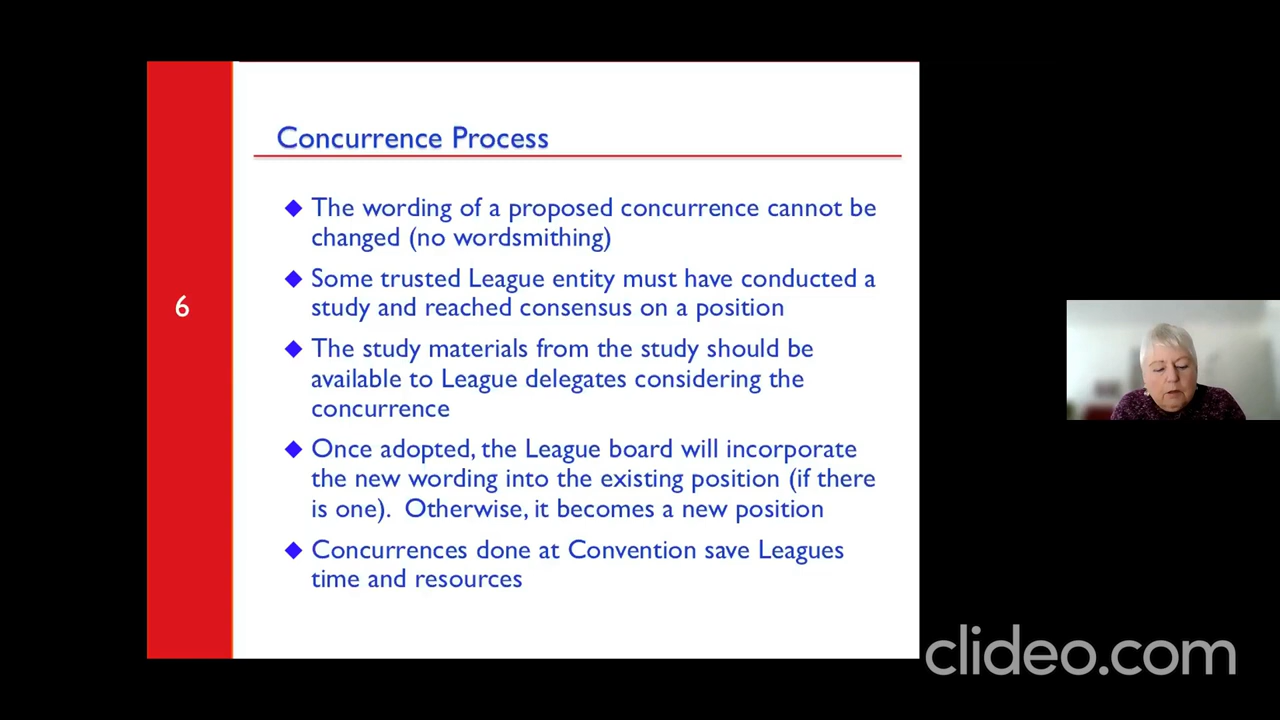 Concurrence Process
The wording of a proposed concurrence cannot be
changed (no wordsmithing)
Some trusted League entity must have conducted a
study and reached consensus on a position
6
The study materials from the study should be
available to League delegates considering the
concurrence
Once adopted, the League board will incorporate
the new wording into the existing position (if there
is one).  Otherwise, it becomes a new position
Concurrences done at Convention save Leagues
time and resources
clideo.com